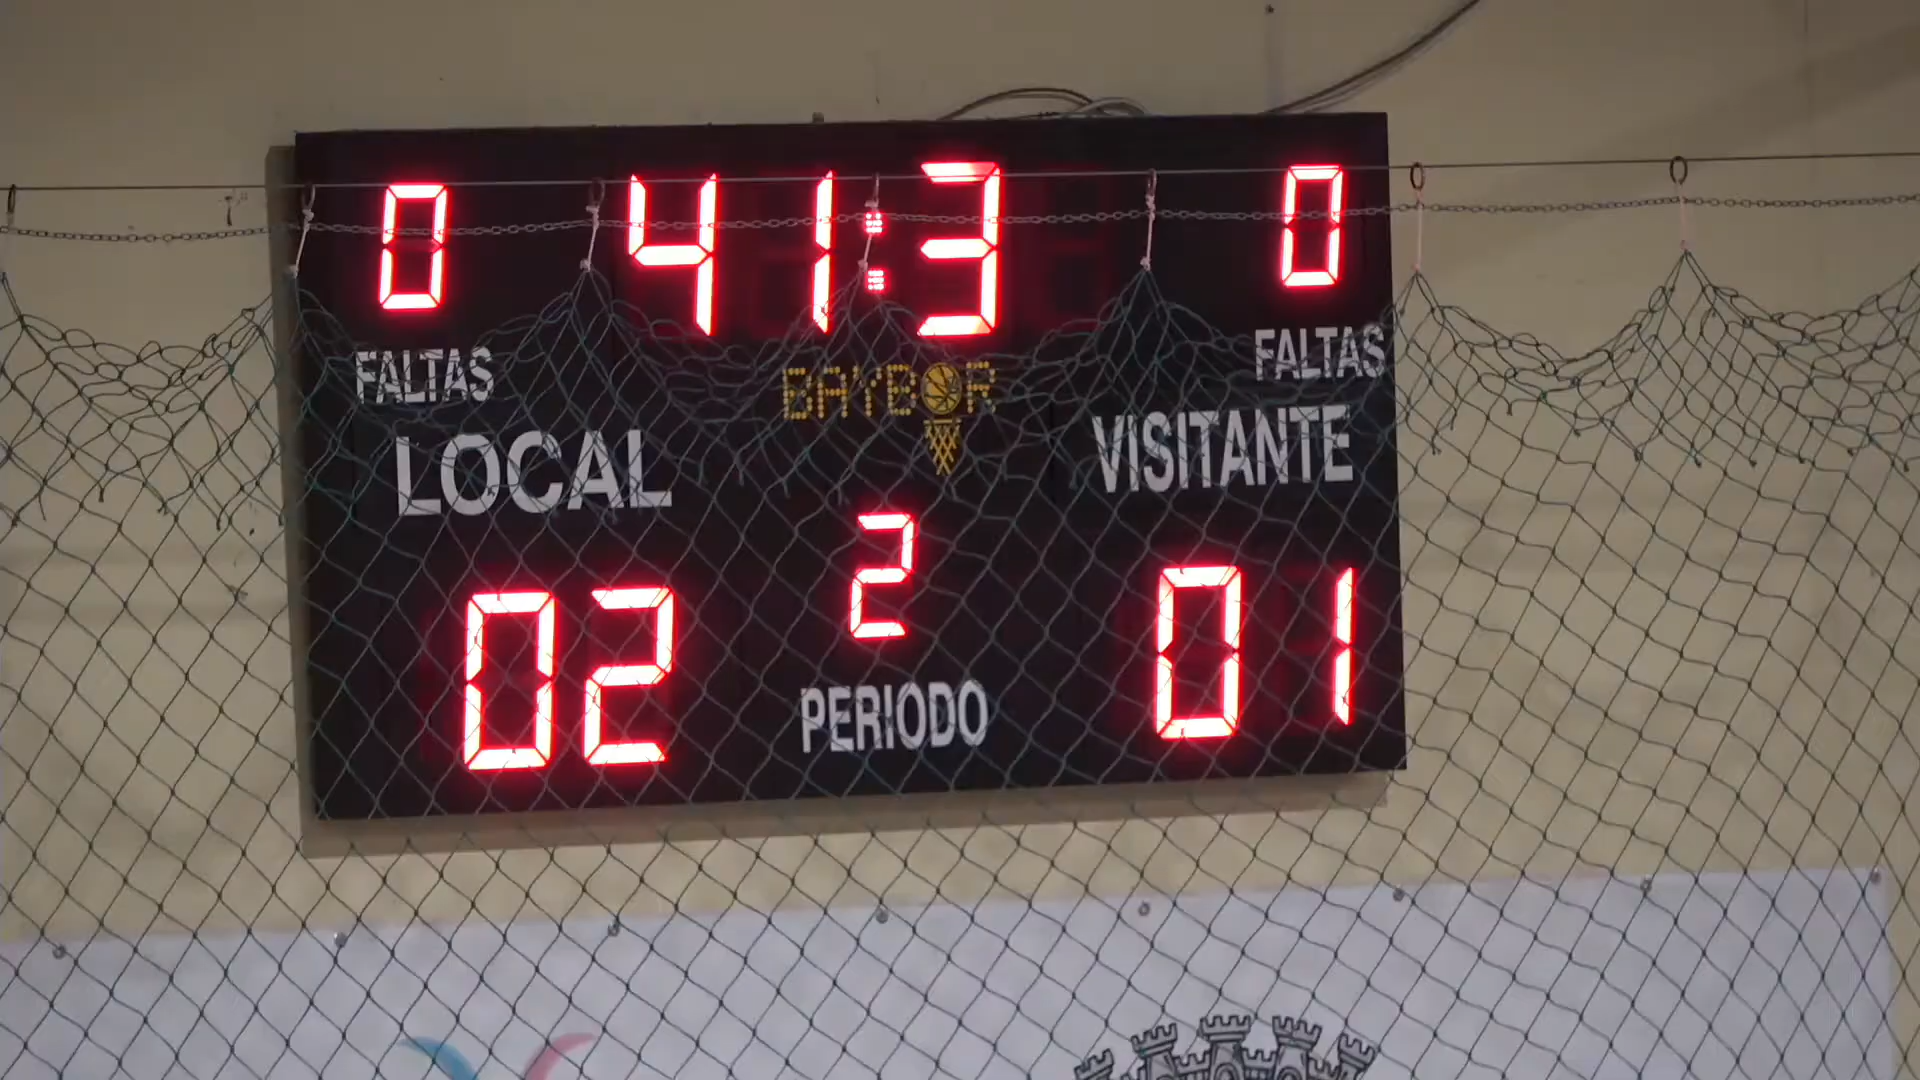 0 41:3 0
FALTAS FALTAS
BAYBOR
LOCAL VISITANTE
2
02 01
PERIODO